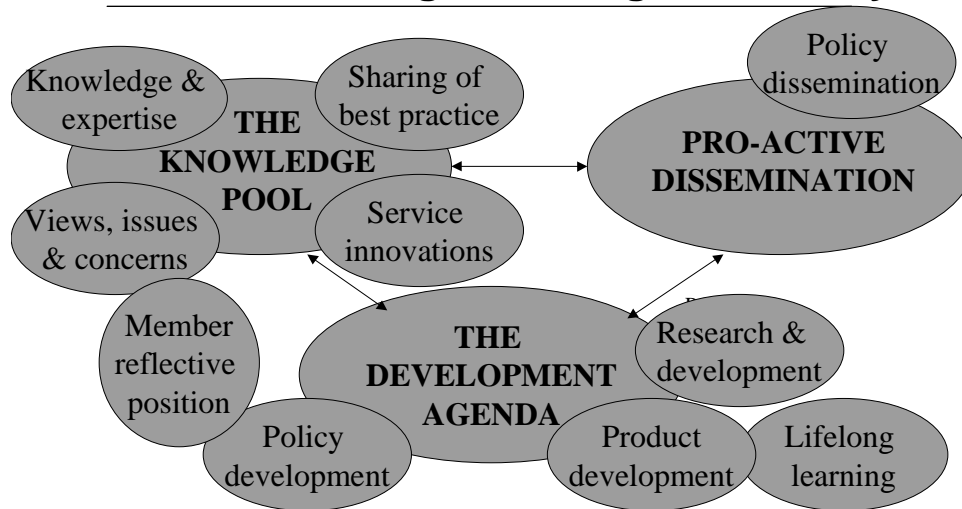 Knowledge &
expertise
Sharing of
best practice
THE
KNOWLEDGE
POOL
Views, issues
& concerns
Service
innovations
Policy
dissemination
PRO-ACTIVE
DISSEMINATION
Member
reflective
position
THE
DEVELOPMENT
AGENDA
Research &
development
Policy
development
Product
development
Lifelong
learning